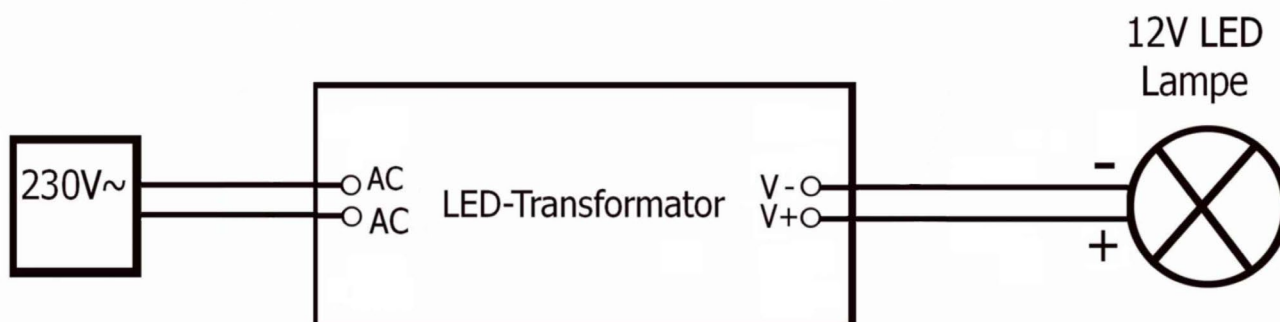 12V LED
Lampe
230V~
AC
AC
LED-Transformator
V -
V+
-
+